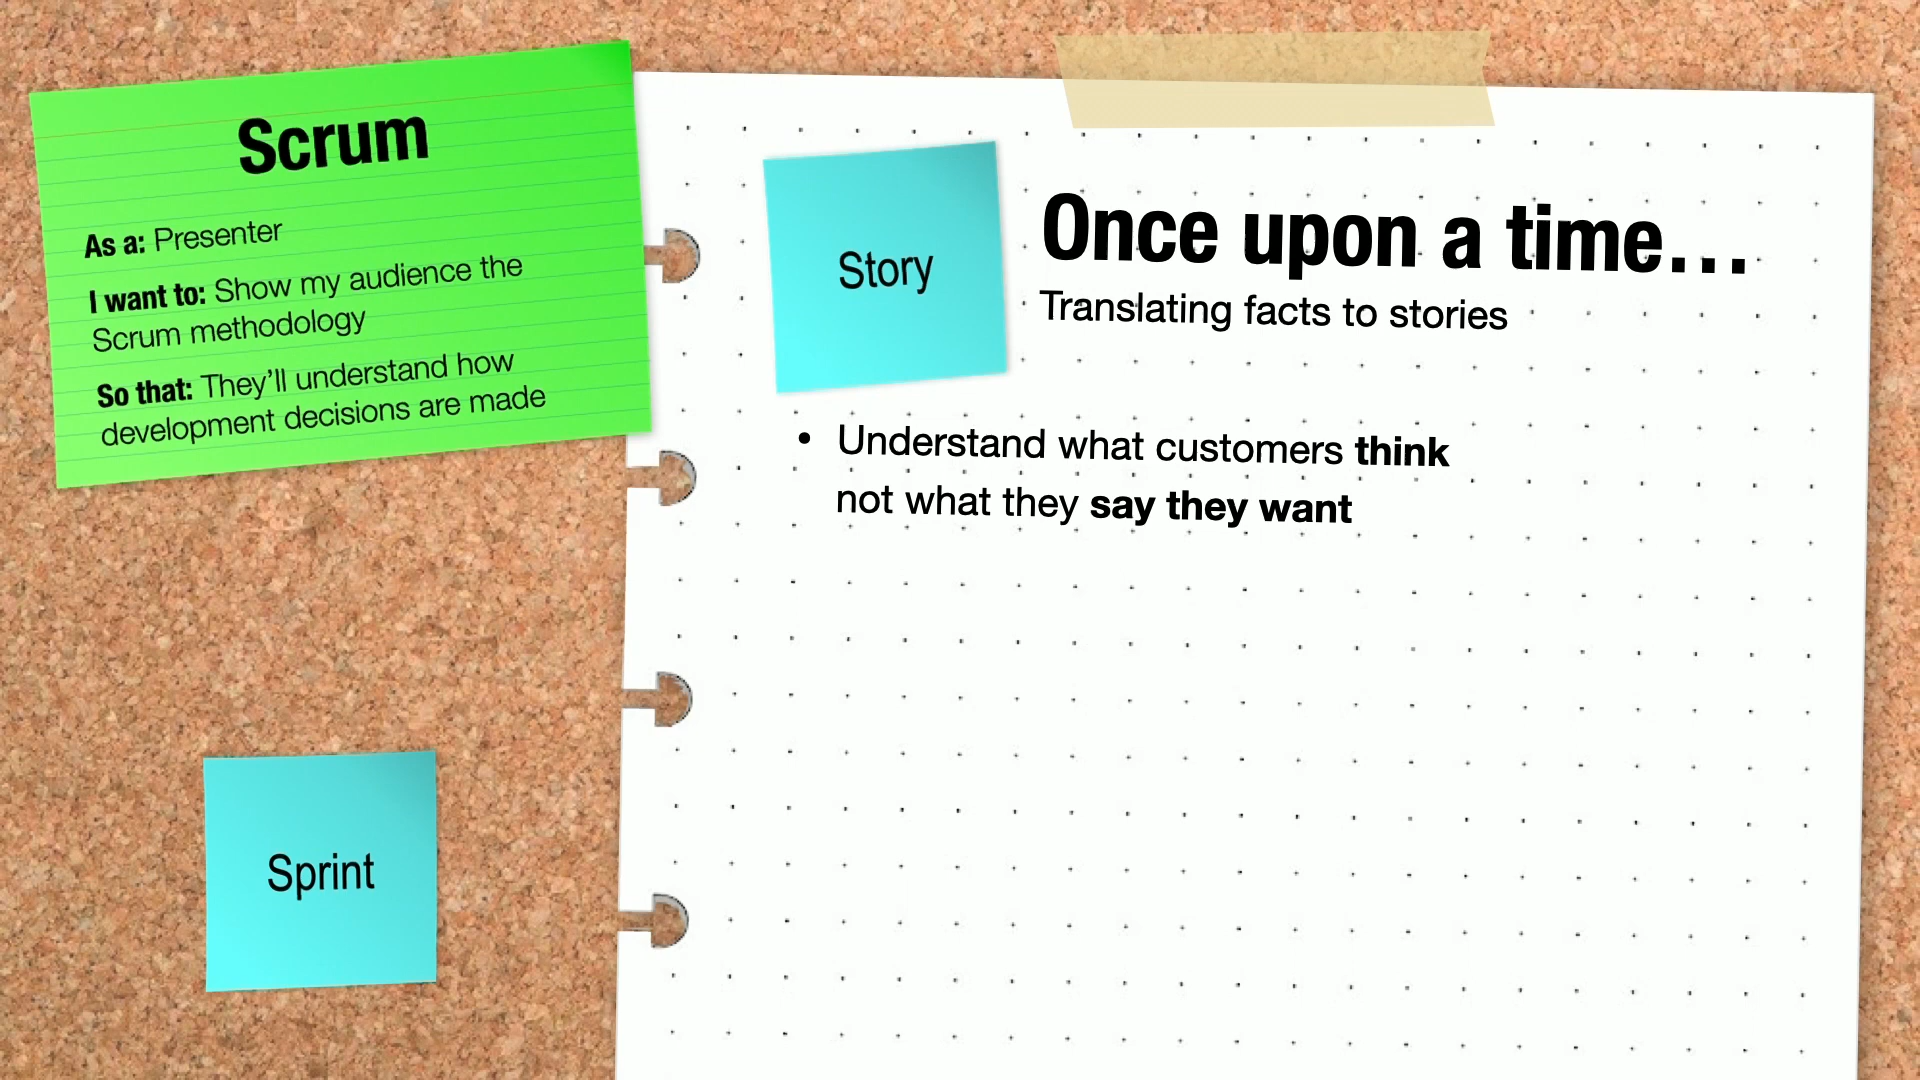 Scrum
As a: Presenter
I want to: Show my audience the
Scrum methodology
So that: They’ll understand how
development decisions are made
Story
Once upon a time…
Translating facts to stories
• Understand what customers think
not what they say they want
Sprint